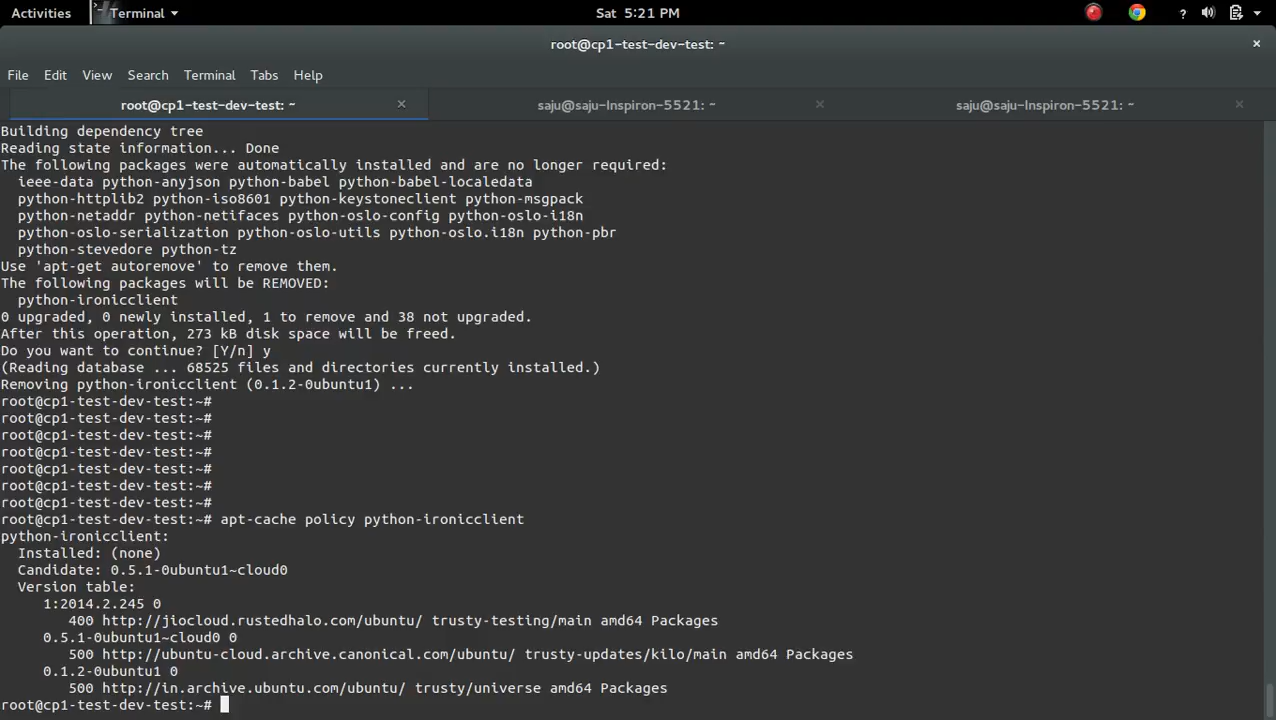 Activities Terminal Sat 5:21 PM ?
root@cp1-test-dev-test: ~ ×
File Edit View Search Terminal Tabs Help
root@cp1-test-dev-test: ~ × saju@saju-Inspiron-5521: ~ × saju@saju-Inspiron-5521: ~ ×
Building dependency tree
Reading state information... Done
The following packages were automatically installed and are no longer required:
  ieee-data python-anyjson python-babel python-babel-localedata
  python-httplib2 python-iso8601 python-keystoneclient python-msgpack
  python-netaddr python-netifaces python-oslo-config python-oslo-i18n
  python-oslo-serialization python-oslo-utils python-oslo.i18n python-pbr
  python-stevedore python-tz
Use 'apt-get autoremove' to remove them.
The following packages will be REMOVED:
  python-ironicclient
0 upgraded, 0 newly installed, 1 to remove and 38 not upgraded.
After this operation, 273 kB disk space will be freed.
Do you want to continue? [Y/n] y
(Reading database ... 68525 files and directories currently installed.)
Removing python-ironicclient (0.1.2-0ubuntu1) ...
root@cp1-test-dev-test:~#
root@cp1-test-dev-test:~#
root@cp1-test-dev-test:~#
root@cp1-test-dev-test:~#
root@cp1-test-dev-test:~#
root@cp1-test-dev-test:~#
root@cp1-test-dev-test:~#
root@cp1-test-dev-test:~# apt-cache policy python-ironicclient
python-ironicclient:
  Installed: (none)
  Candidate: 0.5.1-0ubuntu1~cloud0
  Version table:
     1:2014.2.245 0
        400 http://jiocloud.rustedhalo.com/ubuntu/ trusty-testing/main amd64 Packages
     0.5.1-0ubuntu1~cloud0 0
        500 http://ubuntu-cloud.archive.canonical.com/ubuntu/ trusty-updates/kilo/main amd64 Packages
     0.1.2-0ubuntu1 0
        500 http://in.archive.ubuntu.com/ubuntu/ trusty/universe amd64 Packages
root@cp1-test-dev-test:~#